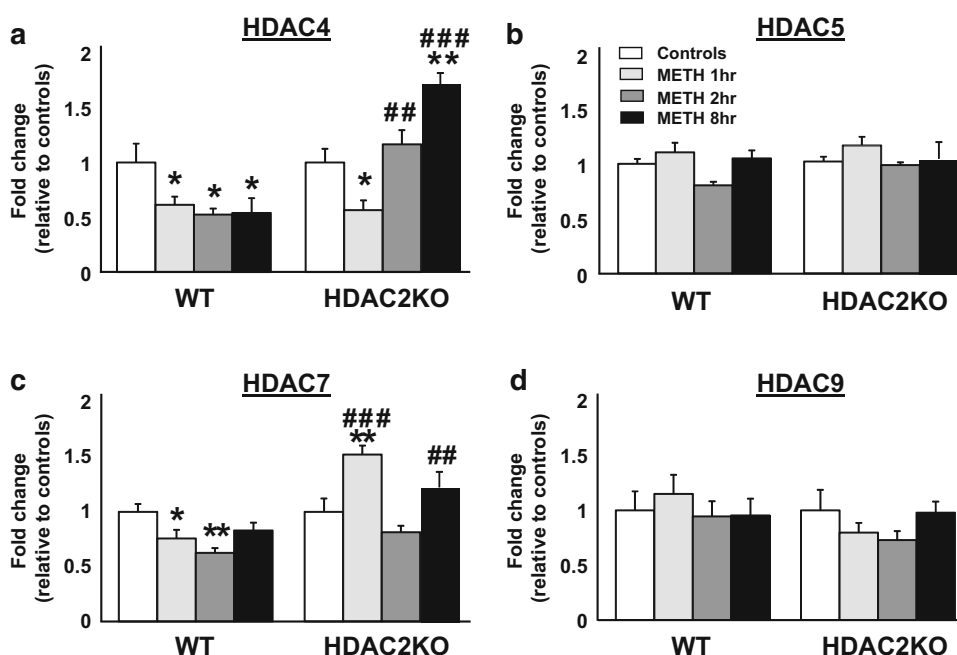 a
HDAC4
Fold change
(relative to controls)
2
1.5
1
0.5
0
*
*
*
*
##
###
**
WT
HDAC2KO
b
HDAC5
Fold change
(relative to controls)
2
1.5
1
0.5
0
Controls
METH 1hr
METH 2hr
METH 8hr
WT
HDAC2KO
c
HDAC7
Fold change
(relative to controls)
2
1.5
1
0.5
0
*
**
###
**
##
WT
HDAC2KO
d
HDAC9
Fold change
(relative to controls)
2
1.5
1
0.5
0
WT
HDAC2KO